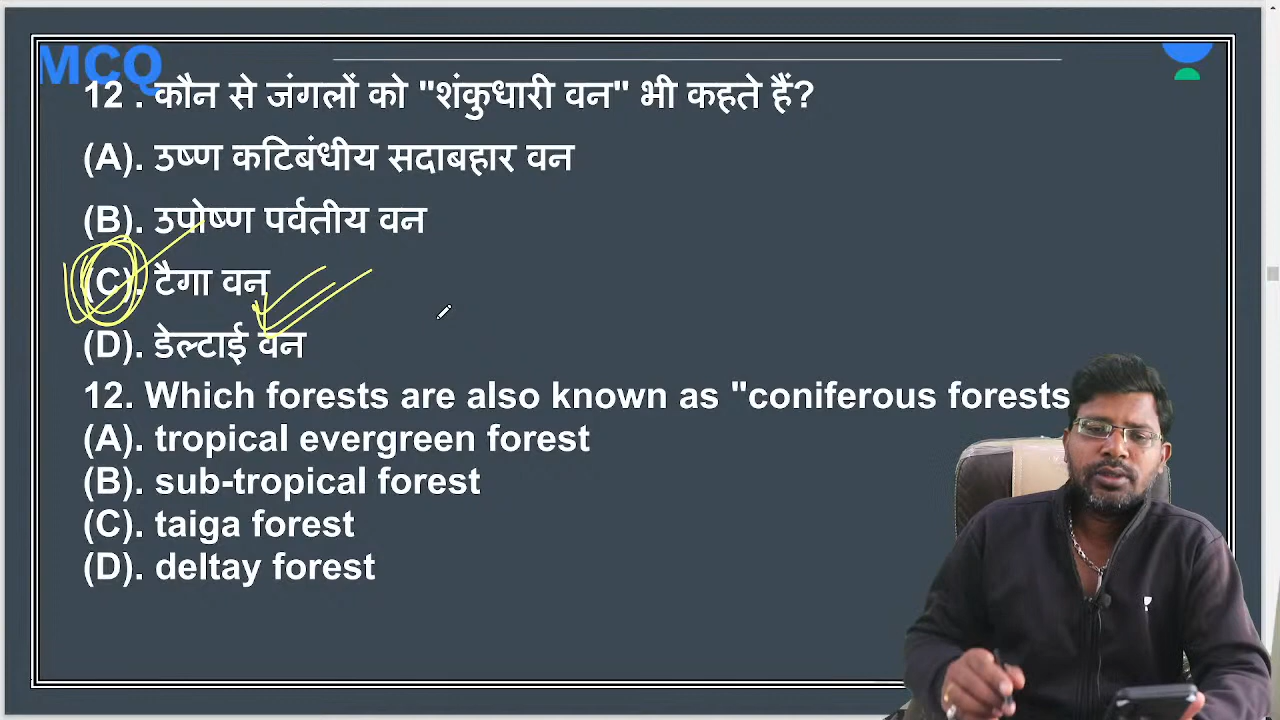 MCQ
12 . कौन से जंगलों को "शंकुधारी वन" भी कहते हैं?
(A). उष्ण कटिबंधीय सदाबहार वन
(B). उपोष्ण पर्वतीय वन
(C). टैगा वन
(D). डेल्टाई वन
12. Which forests are also known as "coniferous forests
(A). tropical evergreen forest
(B). sub-tropical forest
(C). taiga forest
(D). deltay forest